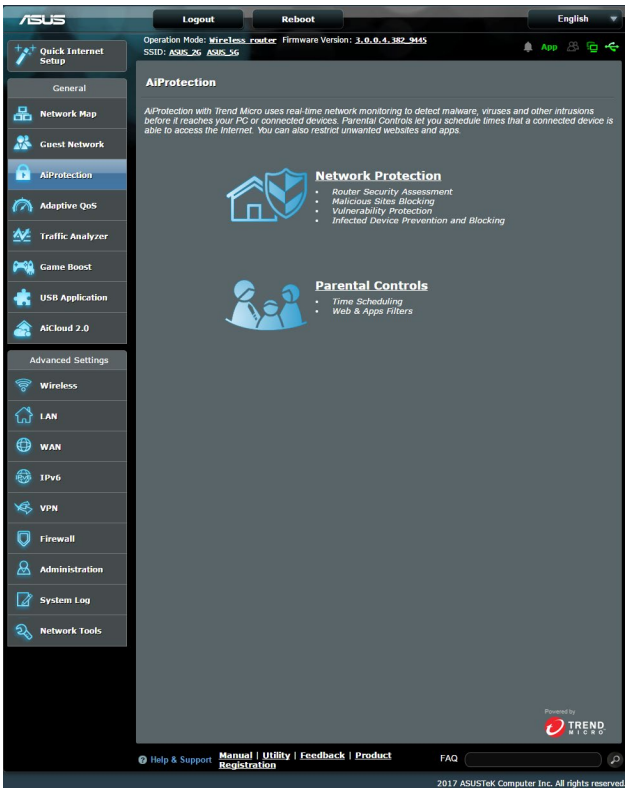 ASUS
Logout
Reboot
English
Quick Internet
Setup
Operation Mode: Wireless router Firmware Version: 3.0.0.4.382_9445
SSID: ASUS_2G ASUS_5G
App
General
Network Map
Guest Network
AiProtection
Adaptive QoS
Traffic Analyzer
Game Boost
USB Application
AiCloud 2.0
Advanced Settings
Wireless
LAN
WAN
IPv6
IPv6
VPN
Firewall
Administration
System Log
Network Tools
AiProtection
AiProtection with Trend Micro uses real-time network monitoring to detect malware, viruses and other intrusions
before it reaches your PC or connected devices. Parental Controls let you schedule times that a connected device is
able to access the Internet. You can also restrict unwanted websites and apps.
Network Protection
• Router Security Assessment
• Malicious Sites Blocking
• Vulnerability Protection
• Infected Device Prevention and Blocking
Parental Controls
• Time Scheduling
• Web & Apps Filters
Powered by
TREND
MICRO
Help & Support
Manual | Utility | Feedback | Product
Registration
FAQ
2017 ASUSTeK Computer Inc. All rights reserved.